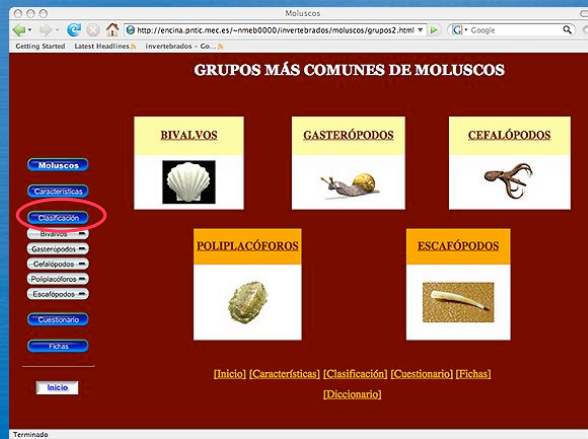 Moluscos
http://encina.pntic.mec.es/~nmeb0000/invertebrados/moluscos/grupos2.html
Google
Getting Started Latest Headlines Invertebrados - Go...
GRUPOS MÁS COMUNES DE MOLUSCOS
BIVALVOS GASTERÓPODOS CEFALÓPODOS
Moluscos
Características
Clasificación
Bivalvos
Gasterópodos
Cefalópodos
Poliplacóforos
Escafópodos
Cuestionario
Fichas
Inicio
POLIPLACÓFOROS ESCAFÓPODOS
[Inicio] [Características] [Clasificación] [Cuestionario] [Fichas]
[Diccionario]
Terminado